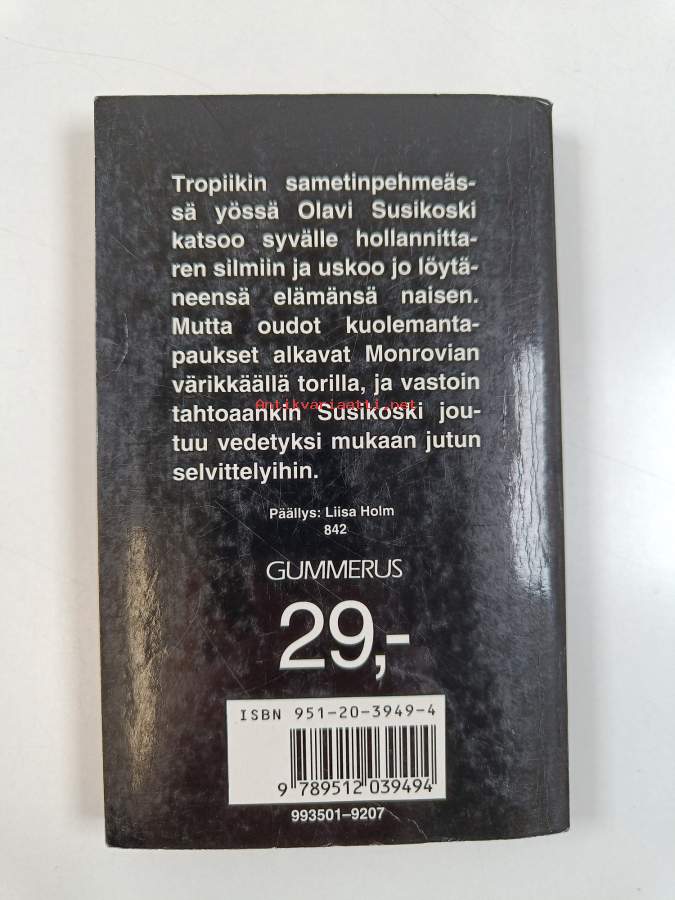 Tropiikin sametinpehmeäs-
sä yössä Olavi Susikoski
katsoo syvälle hollannitta-
ren silmiin ja uskoo jo löytä-
neensä elämänsä naisen.
Mutta oudot kuolemanta-
paukset alkavat Monrovian
värikkäällä torilla, ja vastoin
Antikvariaatti.net
tahtoaankin Susikoski jou-
tuu vedetyksi mukaan jutun
selvittelyihin.
Päällys: Liisa Holm
842
GUMMERUS
29,-
ISBN 951-20-3949-4
9 789512 039494
993501-9207